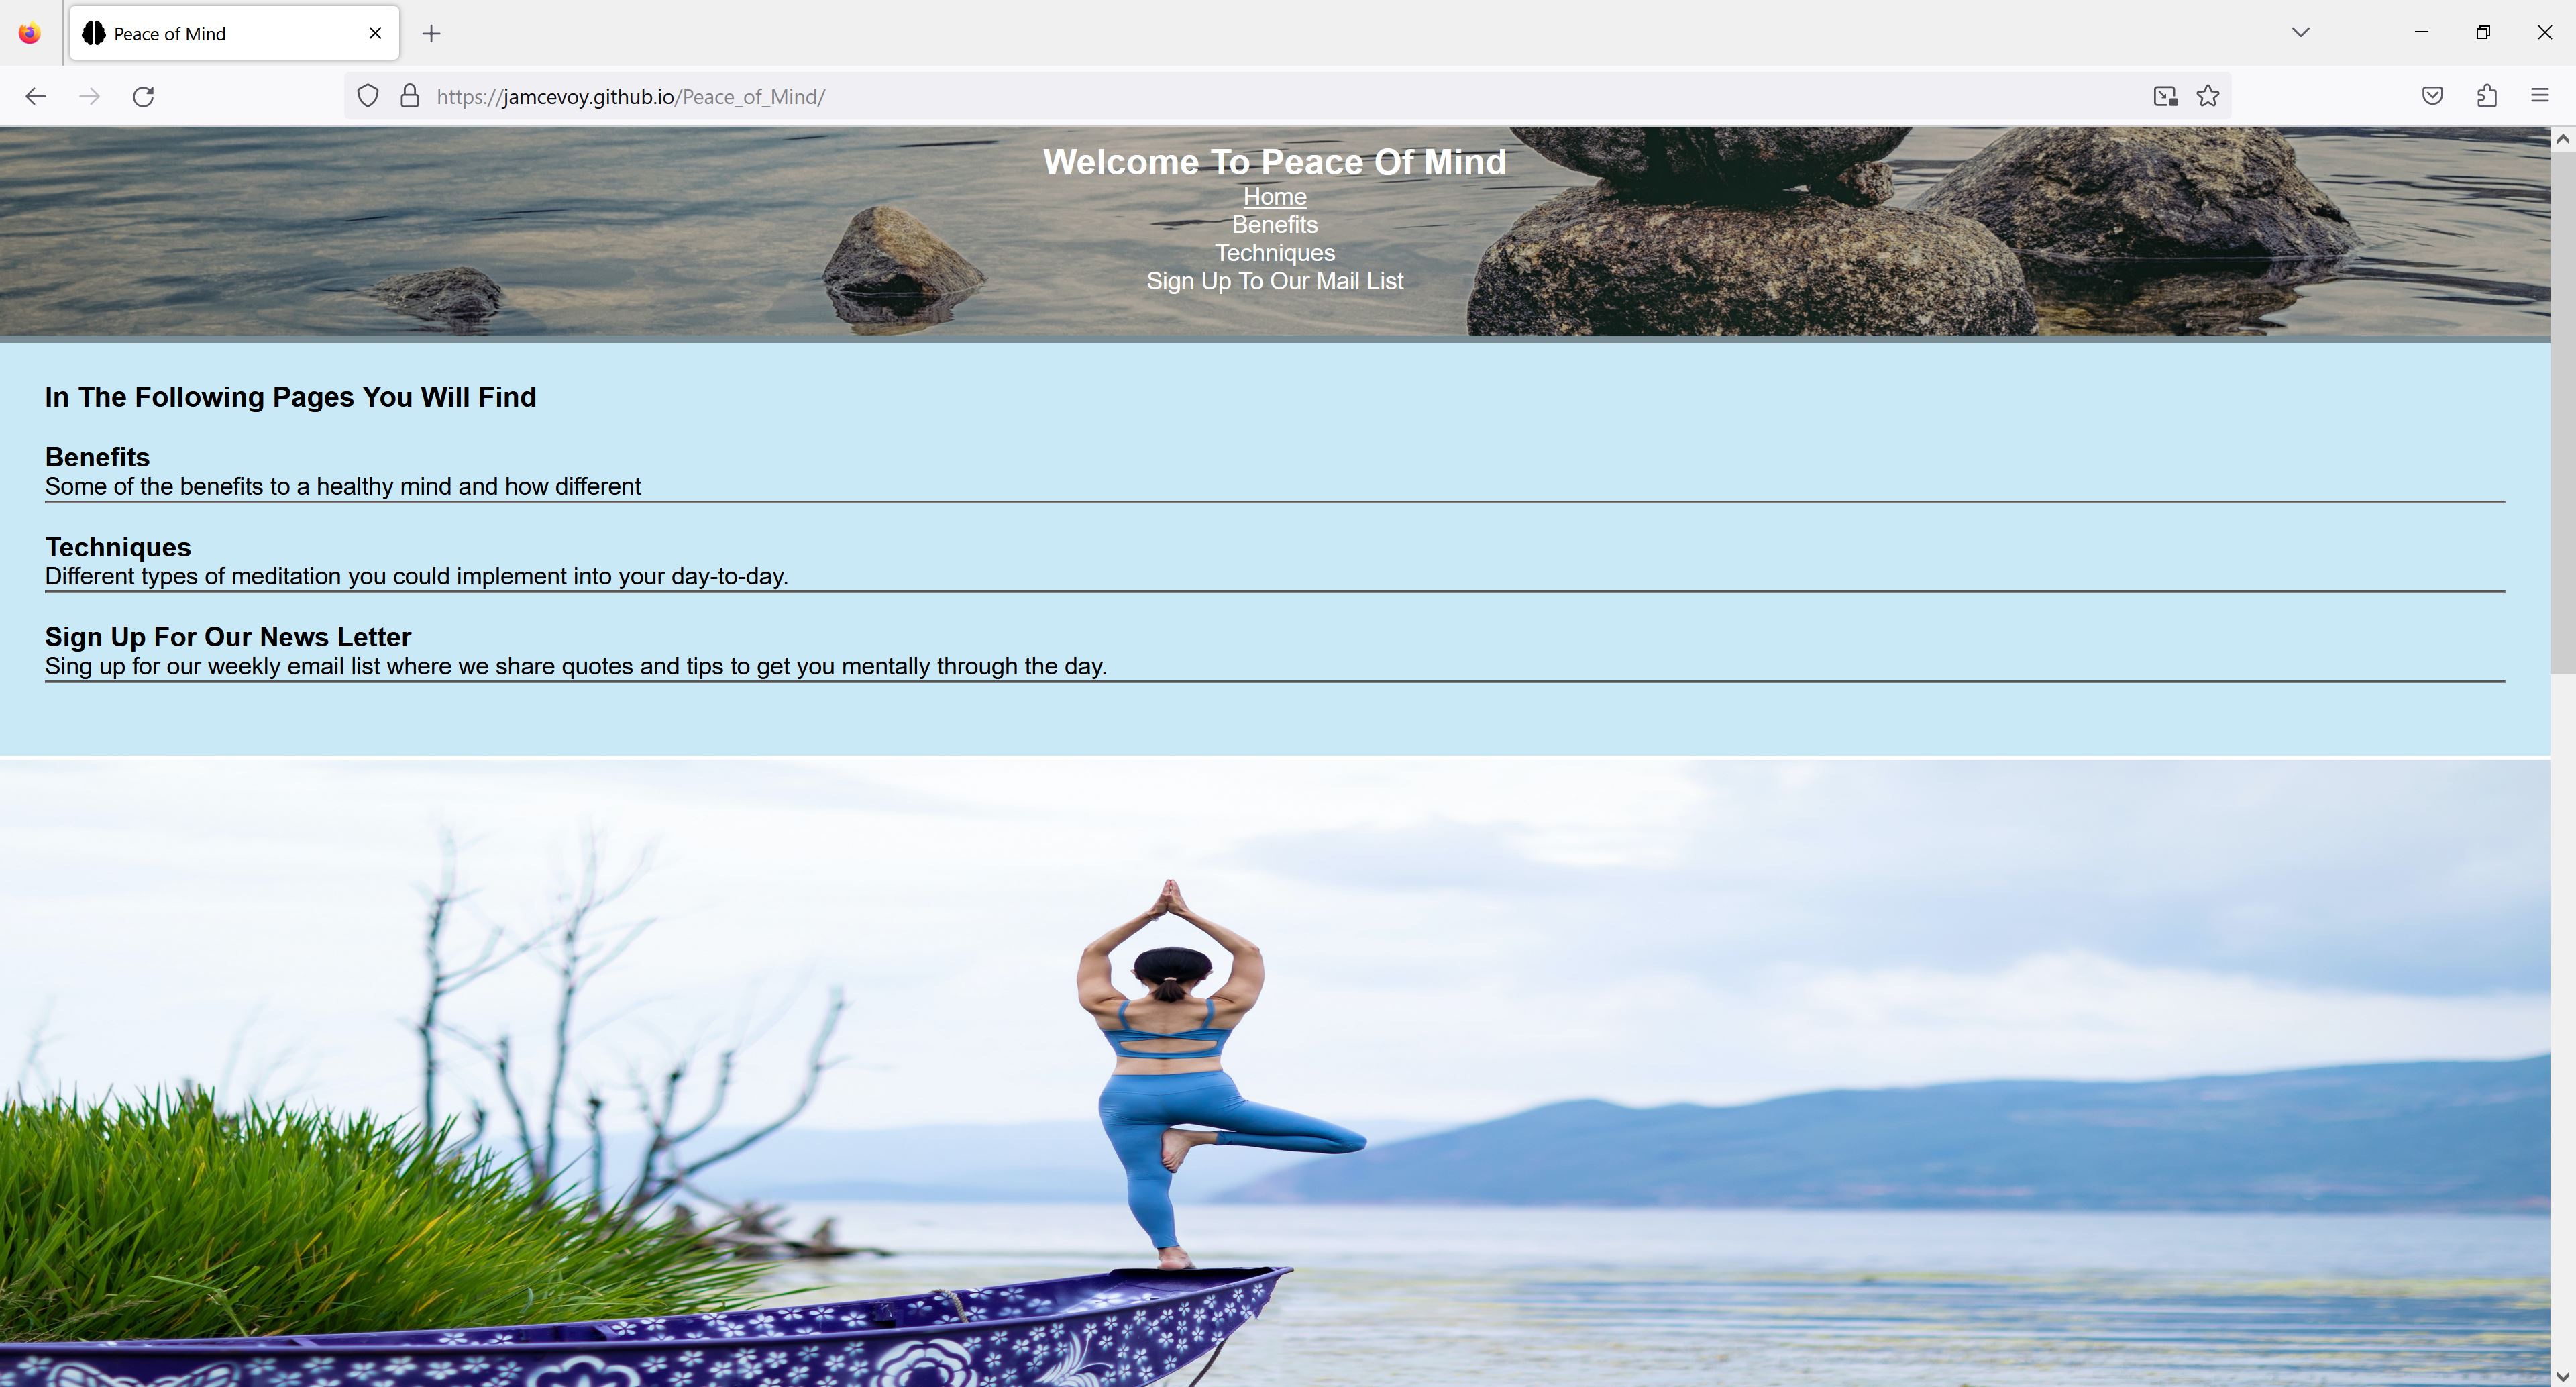 Peace of Mind
https://jamcevoy.github.io/Peace_of_Mind/
Welcome To Peace Of Mind
Home
Benefits
Techniques
Sign Up To Our Mail List
In The Following Pages You Will Find
Benefits
Some of the benefits to a healthy mind and how different
Techniques
Different types of meditation you could implement into your day-to-day.
Sign Up For Our News Letter
Sing up for our weekly email list where we share quotes and tips to get you mentally through the day.